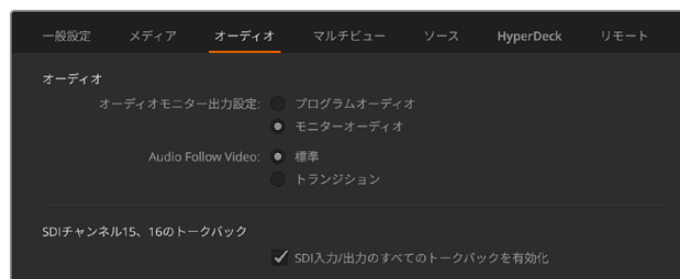 一般設定 メディア オーディオ マルチビュー ソース HyperDeck リモート
オーディオ
オーディオモニター出力設定: プログラムオーディオ
モニターオーディオ
Audio Follow Video: 標準
トランジション
SDIチャンネル15、16のトークバック
SDI入力/出力のすべてのトークバックを有効化